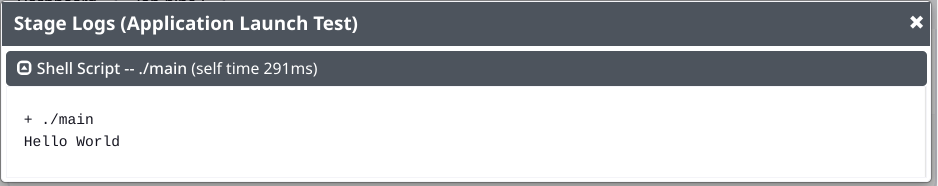 Stage Logs (Application Launch Test)
Shell Script -- ./main (self time 291ms)
+ ./main
Hello World